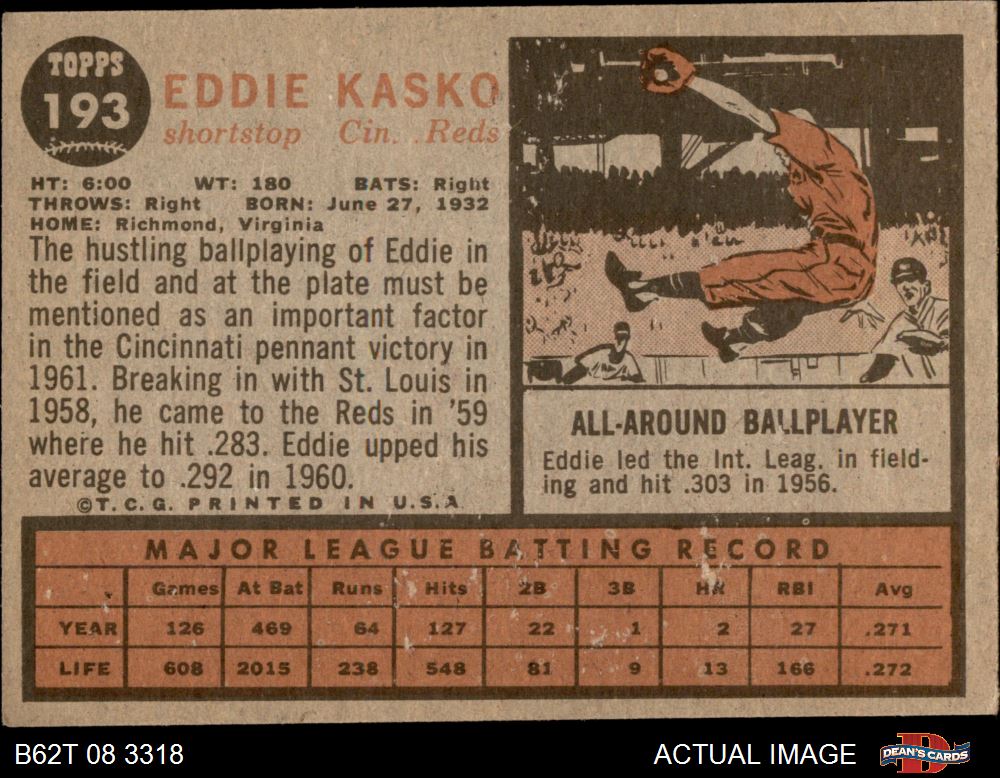 TOPPS
193
EDDIE KASKO
shortstop Cin. . Reds
HT: 6:00 WT: 180 BATS: Right
THROWS: Right BORN: June 27, 1932
HOME: Richmond, Virginia
The hustling ballplaying of Eddie in
the field and at the plate must be
mentioned as an important factor
in the Cincinnati pennant victory in
1961. Breaking in with St. Louis in
1958, he came to the Reds in '59
where he hit .283. Eddie upped his
average to .292 in 1960.
©T. C. G. PRINTED IN U.S.A.
ALL-AROUND BALLPLAYER
Eddie led the Int. Leag. in field-
ing and hit .303 in 1956.
MAJOR LEAGUE BATTING RECORD
Games At Bat Runs Hits 2B 3B HR RBI Avg
YEAR 126 469 64 127 22 1 2 27 .271
LIFE 608 2015 238 548 81 9 13 166 .272
B62T 08 3318
ACTUAL IMAGE
DEAN'S CARDS